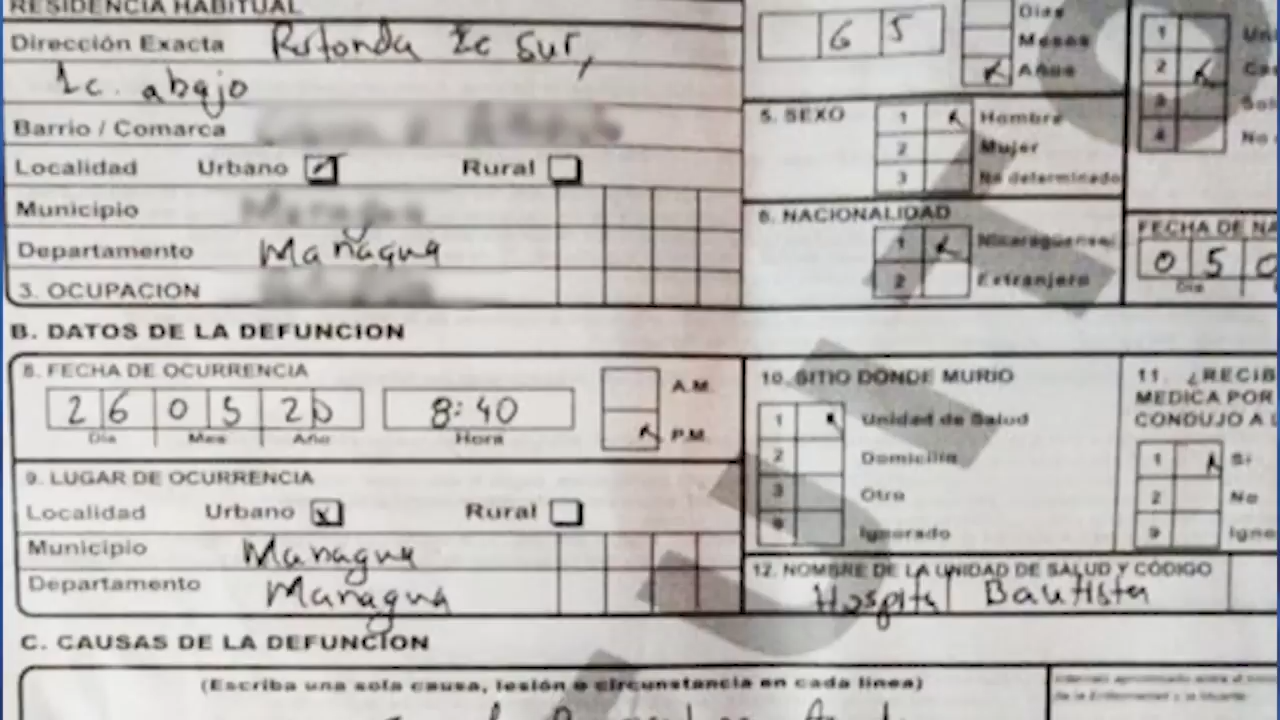 RESIDENCIA HABITUAL
Dirección Exacta Rotonda 2c sur,
1c. abajo
Barrio / Comarca
Localidad Urbano Rural
Municipio
Departamento Managua
3. OCUPACION
6 5
Dias
Meses
Años
5. SEXO
1 Hombre
2 Mujer
3 No determinado
6. NACIONALIDAD
1 Nicaragüense
2 Extranjero
1
2
3
4
FECHA DE NA
0 5 0
Dia
B. DATOS DE LA DEFUNCION
8. FECHA DE OCURRENCIA
2 6 0 5 2 0
Dia Mes Año
8:40
Hora
A.M.
P.M.
9. LUGAR DE OCURRENCIA
Localidad Urbano Rural
Municipio Managua
Departamento Managua
10. SITIO DONDE MURIO
1 Unidad de Salud
2 Domicilio
3 Otro
9 Ignorado
11. ¿RECIB
MEDICA POR
CONDUJO A L
1 Si
2 No
9 Igno
12. NOMBRE DE LA UNIDAD DE SALUD Y CÓDIGO
Hospital Bautista
C. CAUSAS DE LA DEFUNCION
(Escriba una sola causa, lesión o circunstancia en cada linea)